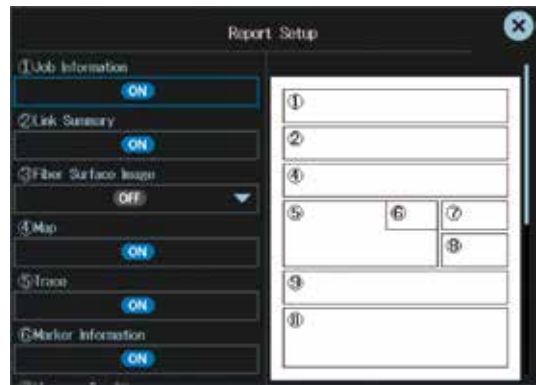 Report Setup
①Job Information
ON
②Link Summary
ON
③Fiber Surface Image
OFF
④Map
ON
⑤Trace
ON
⑥Marker Information
ON
①
②
④
⑤ ⑥ ⑦
⑧
⑨